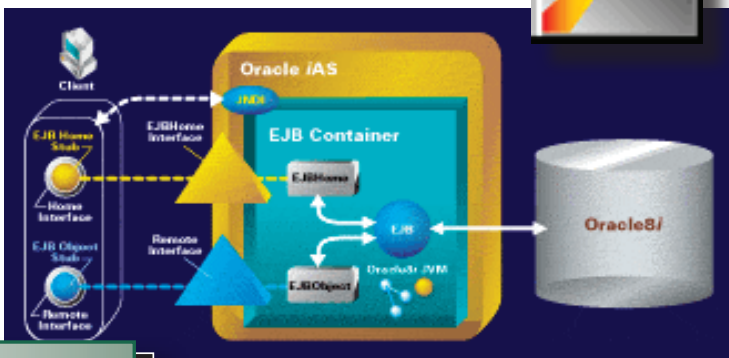 Client
EJB Home
Stub
Home
Interface
EJB Object
Stub
Remote
Interface
Oracle iAS
JNDI
EJBHome
Interface
Remote
Interface
EJB Container
EJBHome
EJB
EJBObject
Oracle8i JVM
Oracle8i